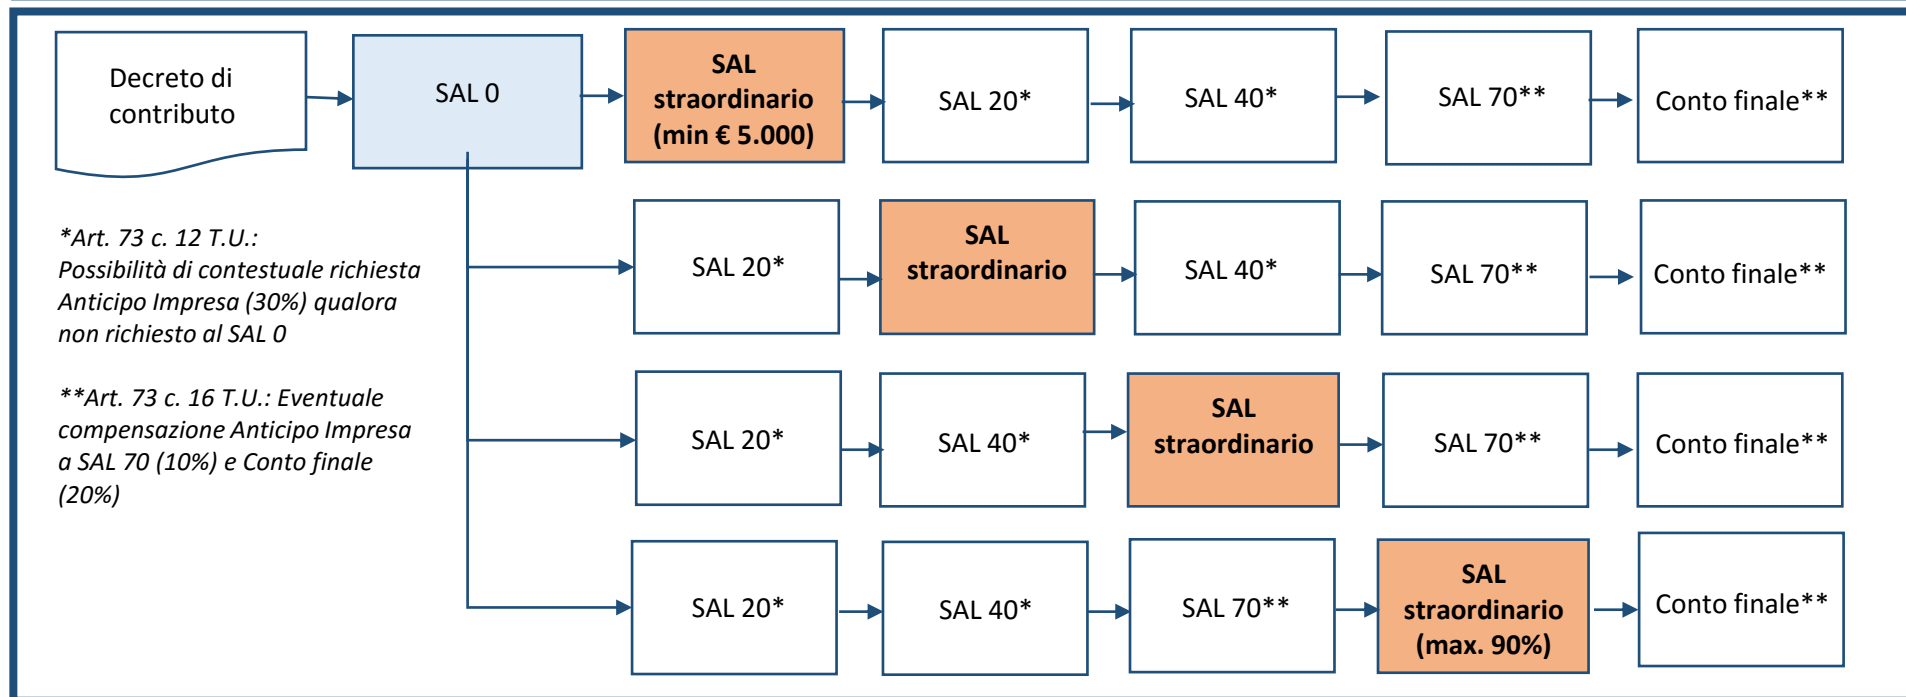 Decreto di
contributo
SAL 0
SAL
straordinario
(min € 5.000)
SAL 20*
SAL 40*
SAL 70**
Conto finale**
*Art. 73 c. 12 T.U.:
Possibilità di contestuale richiesta
Anticipo Impresa (30%) qualora
non richiesto al SAL 0
**Art. 73 c. 16 T.U.: Eventuale
compensazione Anticipo Impresa
a SAL 70 (10%) e Conto finale
(20%)
SAL 20*
SAL
straordinario
SAL 40*
SAL 70**
Conto finale**
SAL 20*
SAL 40*
SAL
straordinario
SAL 70**
Conto finale**
SAL 20*
SAL 40*
SAL 70**
SAL
straordinario
(max. 90%)
Conto finale**